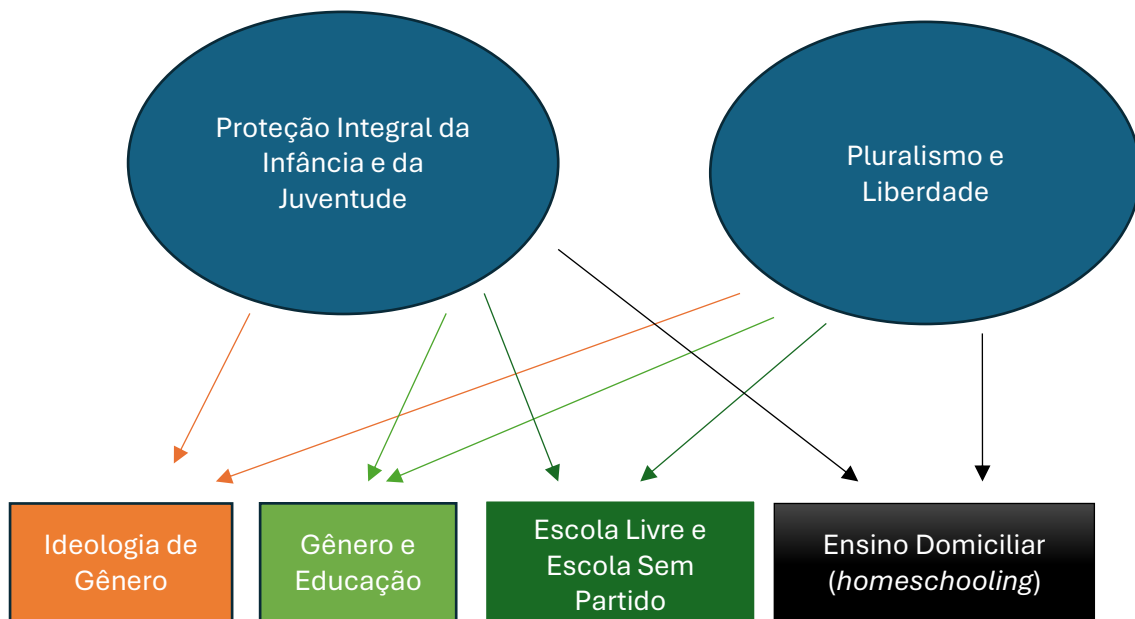 Proteção Integral da
Infância e da
Juventude
Pluralismo e
Liberdade
Ideologia de
Gênero
Gênero e
Educação
Escola Livre e
Escola Sem
Partido
Ensino Domiciliar
(homeschooling)